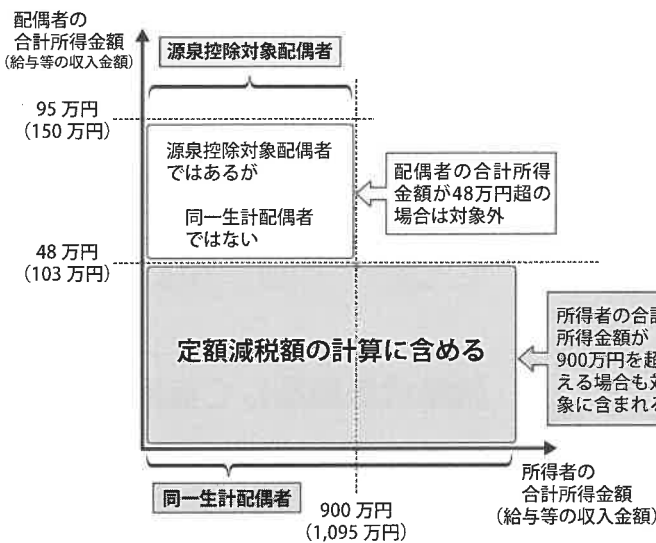 配偶者の
合計所得金額
(給与等の収入金額)
源泉控除対象配偶者
95 万円
(150 万円)
源泉控除対象配偶者
ではあるが
同一生計配偶者
ではない
配偶者の合計所得
金額が48万円超の
場合は対象外
48 万円
(103 万円)
定額減税額の計算に含める
所得者の合計
所得金額が
900万円を超
える場合も対
象に含まれる
同一生計配偶者
900 万円
(1,095 万円)
所得者の
合計所得金額
(給与等の収入金額)